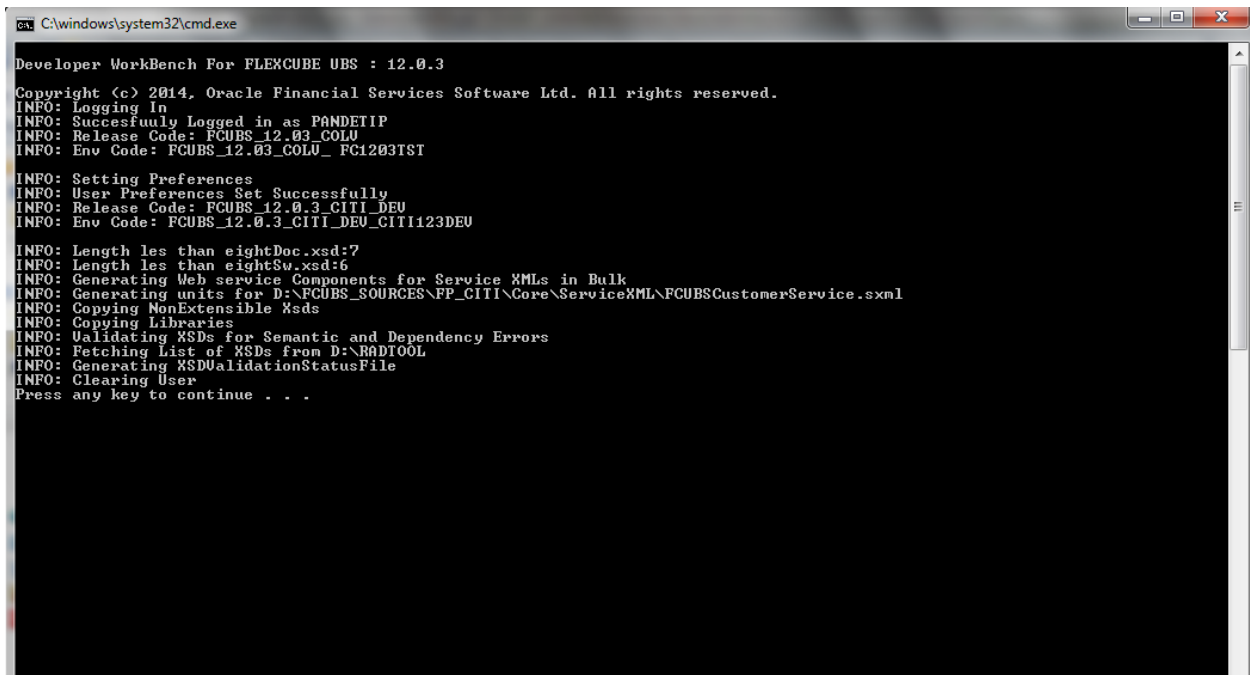 C:\windows\system32\cmd.exe
Developer WorkBench For FLEXCUBE UBS : 12.0.3
Copyright (c) 2014, Oracle Financial Services Software Ltd. All rights reserved.
INFO: Logging In
INFO: Succesfuuly Logged in as PANDETIP
INFO: Release Code: FCUBS_12.03_COLV
INFO: Env Code: FCUBS_12.03_COLV_ FC1203TST
INFO: Setting Preferences
INFO: User Preferences Set Successfully
INFO: Release Code: FCUBS_12.0.3_CITI_DEV
INFO: Env Code: FCUBS_12.0.3_CITI_DEV_CITI123DEV
INFO: Length les than eightDoc.xsd:7
INFO: Length les than eightSw.xsd:6
INFO: Generating Web service Components for Service XMLs in Bulk
INFO: Generating units for D:\FCUBS_SOURCES\FP_CITI\Core\ServiceXML\FCUBSCustomerService.sxml
INFO: Copying NonExtensible Xsds
INFO: Copying Libraries
INFO: Validating XSDs for Semantic and Dependency Errors
INFO: Fetching List of XSDs from D:\RADTOOL
INFO: Generating XSDValidationStatusFile
INFO: Clearing User
Press any key to continue . . .